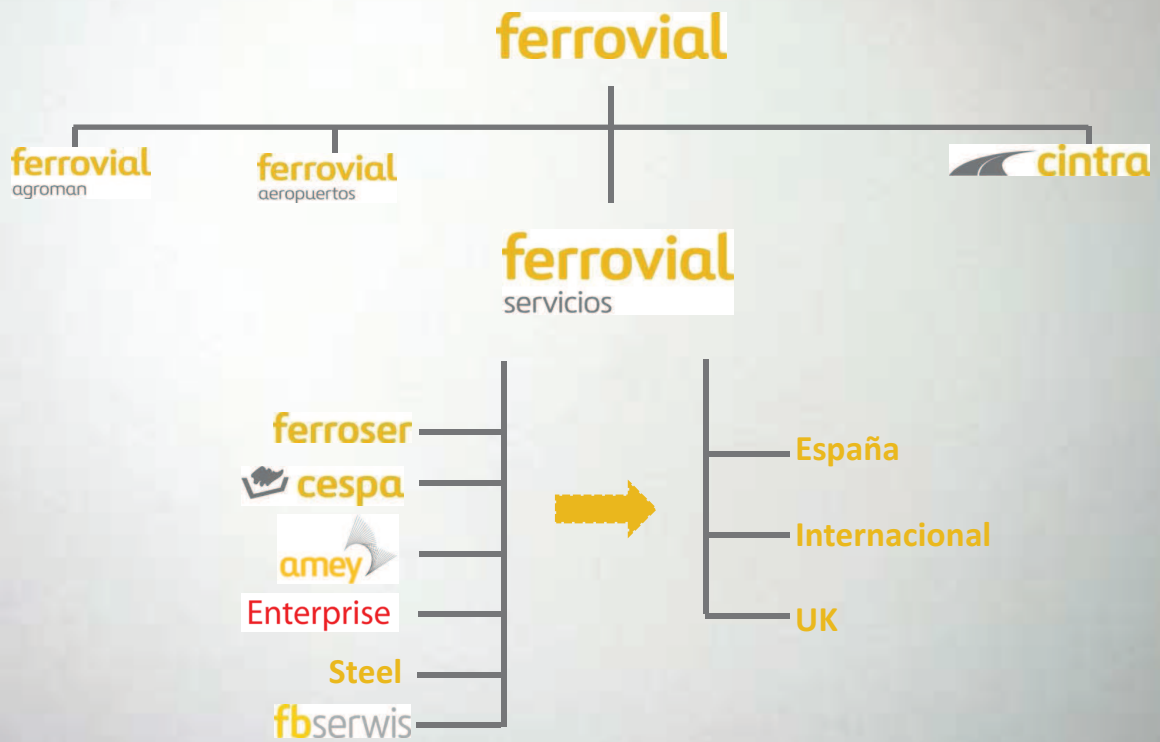 ferrovial
ferrovial
agroman
ferrovial
aeropuertos
cintra
ferrovial
servicios
ferroser
cespa
amey
Enterprise
Steel
fbserwis
España
Internacional
UK